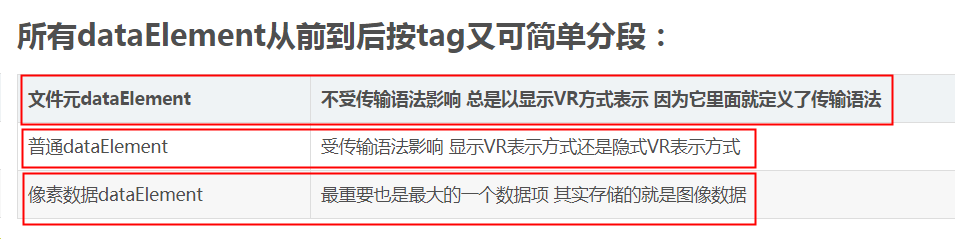 所有dataElement从前到后按tag又可简单分段：
文件元dataElement 不受传输语法影响 总是以显示VR方式表示 因为它里面就定义了传输语法
普通dataElement 受传输语法影响 显示VR表示方式还是隐式VR表示方式
像素数据dataElement 最重要也是最大的一个数据项 其实存储的就是图像数据